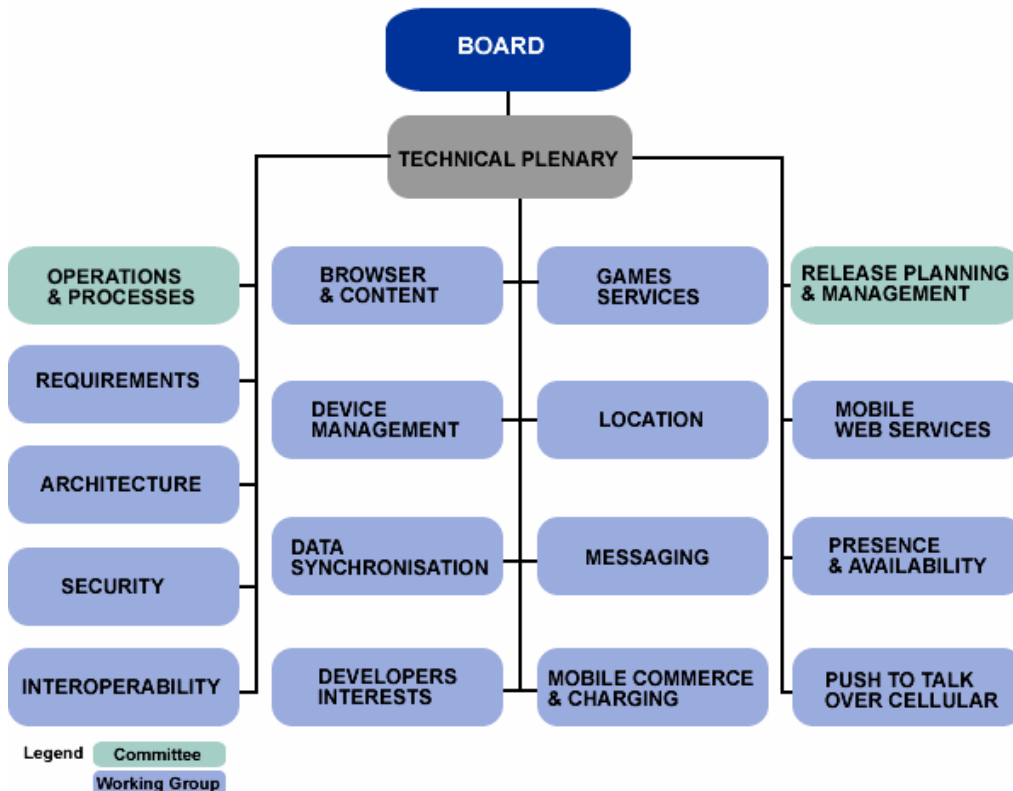 BOARD
TECHNICAL PLENARY
OPERATIONS
& PROCESSES
BROWSER
& CONTENT
GAMES
SERVICES
RELEASE PLANNING
& MANAGEMENT
REQUIREMENTS
DEVICE
MANAGEMENT
LOCATION
MOBILE
WEB SERVICES
ARCHITECTURE
DATA
SYNCHRONISATION
MESSAGING
PRESENCE
& AVAILABILITY
SECURITY
INTEROPERABILITY
DEVELOPERS
INTERESTS
MOBILE COMMERCE
& CHARGING
PUSH TO TALK
OVER CELLULAR
Legend
Committee
Working Group